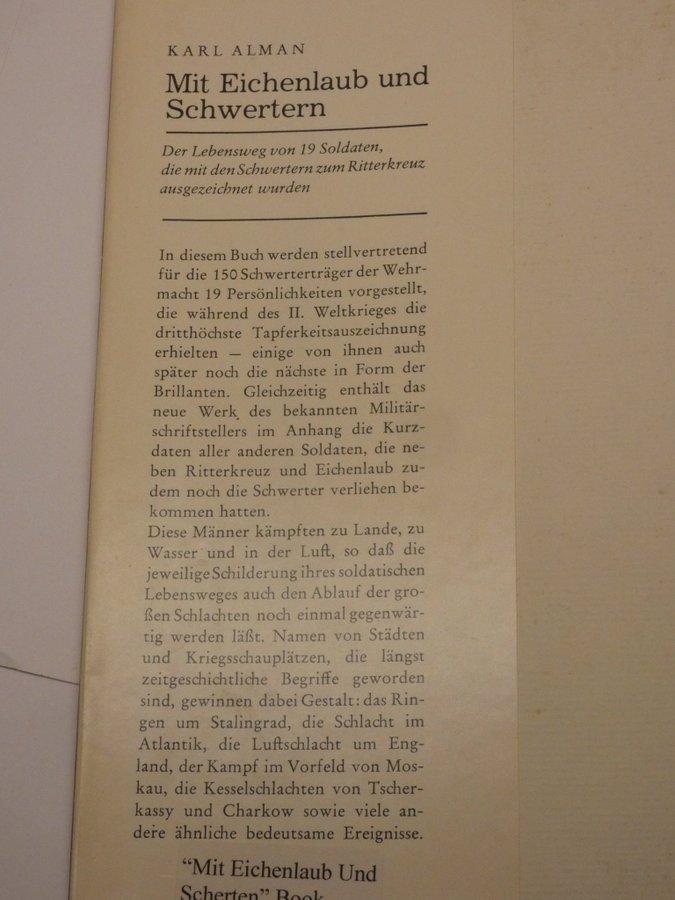 KARL ALMAN
Mit Eichenlaub und
Schwertern
Der Lebensweg von 19 Soldaten,
die mit den Schwertern zum Ritterkreuz
ausgezeichnet wurden
In diesem Buch werden stellvertretend
für die 150 Schwerterträger der Wehr-
macht 19 Persönlichkeiten vorgestellt,
die während des II. Weltkrieges die
dritthöchste Tapferkeitsauszeichnung
erhielten — einige von ihnen auch
später noch die nächste in Form der
Brillanten. Gleichzeitig enthält das
neue Werk des bekannten Militär-
schriftstellers im Anhang die Kurz-
daten aller anderen Soldaten, die ne-
ben Ritterkreuz und Eichenlaub zu-
dem noch die Schwerter verliehen be-
kommen hatten.
Diese Männer kämpften zu Lande, zu
Wasser und in der Luft, so daß die
jeweilige Schilderung ihres soldatischen
Lebensweges auch den Ablauf der gro-
ßen Schlachten noch einmal gegenwär-
tig werden läßt. Namen von Städten
und Kriegsschauplätzen, die längst
zeitgeschichtliche Begriffe geworden
sind, gewinnen dabei Gestalt: das Rin-
gen um Stalingrad, die Schlacht im
Atlantik, die Luftschlacht um Eng-
land, der Kampf im Vorfeld von Mos-
kau, die Kesselschlachten von Tscher-
kassy und Charkow sowie viele an-
dere ähnliche bedeutsame Ereignisse.
"Mit Eichenlaub Und
Scherten" Book